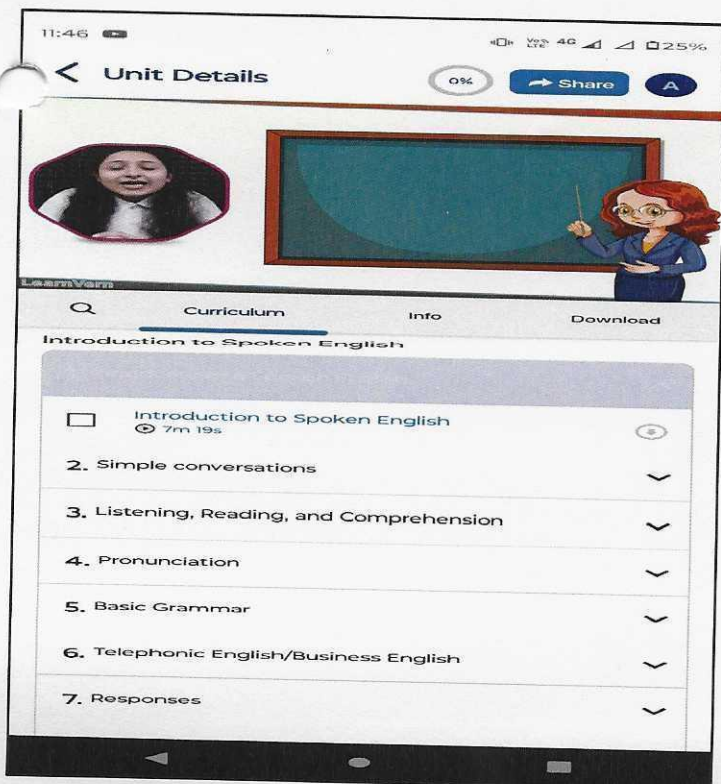 11:46
Vo LTE 4G 25%
Unit Details
0%
Share
A
LearnVern
Curriculum
Info
Download
Introduction to Spoken English
Introduction to Spoken English
7m 19s
2. Simple conversations
3. Listening, Reading, and Comprehension
4. Pronunciation
5. Basic Grammar
6. Telephonic English/Business English
7. Responses